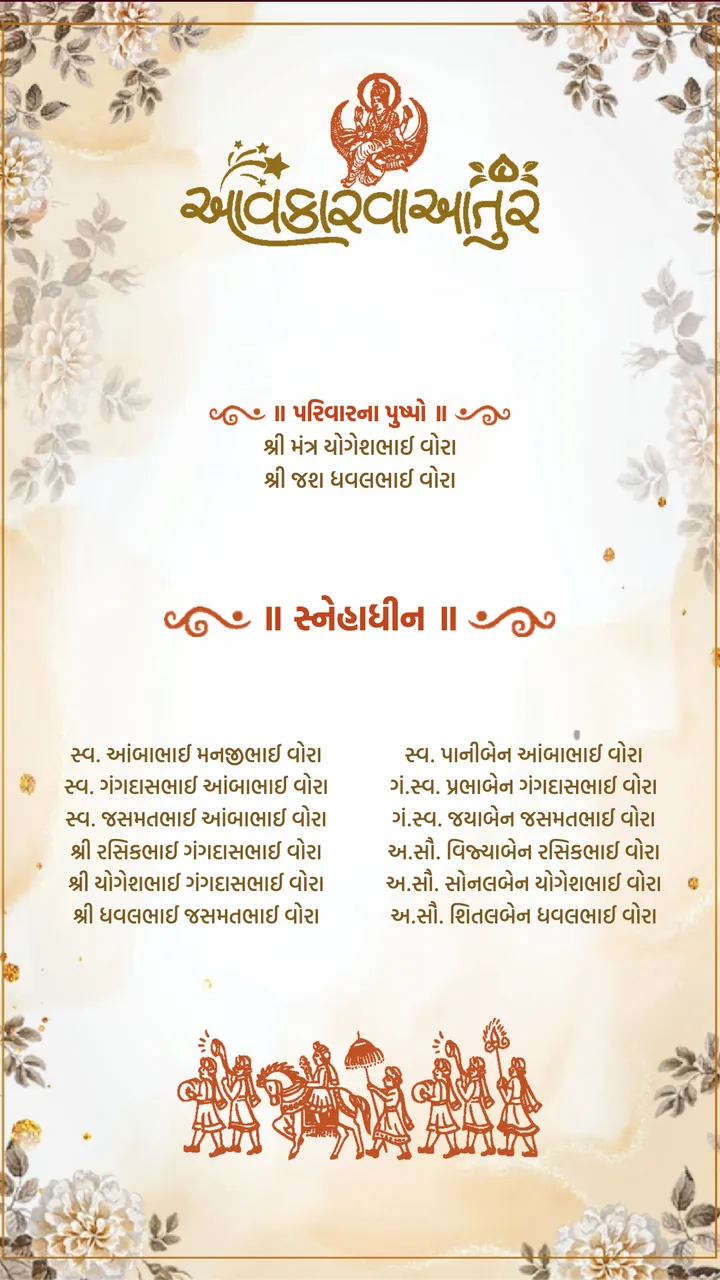 આવકારવા આતુર
॥ પરિવારના પુષ્પો ॥
શ્રી મંત્ર યોગેશભાઈ વોરા
શ્રી જશ ધવલભાઈ વોરા
॥ સ્નેહાધીન ॥
સ્વ. આંબાભાઈ મનજીભાઈ વોરા
સ્વ. ગંગદાસભાઈ આંબાભાઈ વોરા
સ્વ. જસમતભાઈ આંબાભાઈ વોરા
શ્રી રસિકભાઈ ગંગદાસભાઈ વોરા
શ્રી યોગેશભાઈ ગંગદાસભાઈ વોરા
શ્રી ધવલભાઈ જસમતભાઈ વોરા
સ્વ. પાનીબેન આંબાભાઈ વોરા
ગં.સ્વ. પ્રભાબેન ગંગદાસભાઈ વોરા
ગં.સ્વ. જયાબેન જસમતભાઈ વોરા
અ.સૌ. વિજ્યાબેન રસિકભાઈ વોરા
અ.સૌ. સોનલબેન યોગેશભાઈ વોરા
અ.સૌ. શિતલબેન ધવલભાઈ વોરા